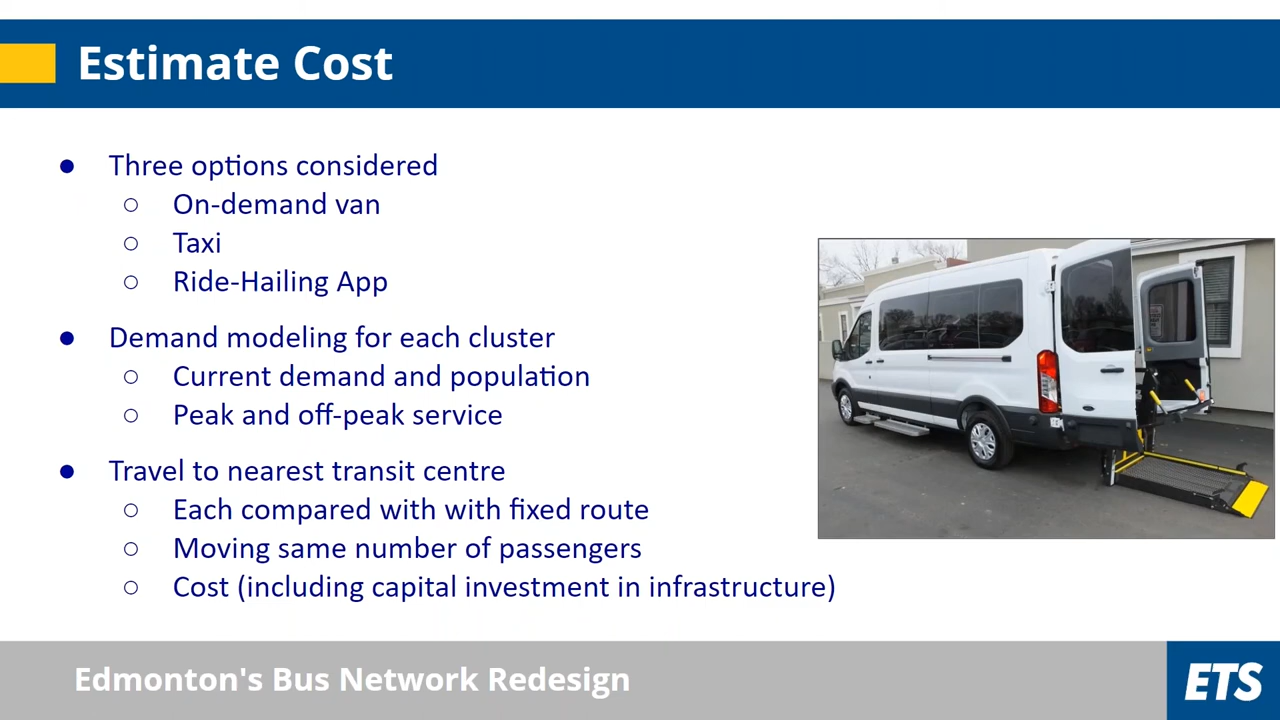 Estimate Cost
● Three options considered
○ On-demand van
○ Taxi
○ Ride-Hailing App
● Demand modeling for each cluster
○ Current demand and population
○ Peak and off-peak service
● Travel to nearest transit centre
○ Each compared with with fixed route
○ Moving same number of passengers
○ Cost (including capital investment in infrastructure)
Edmonton's Bus Network Redesign
ETS